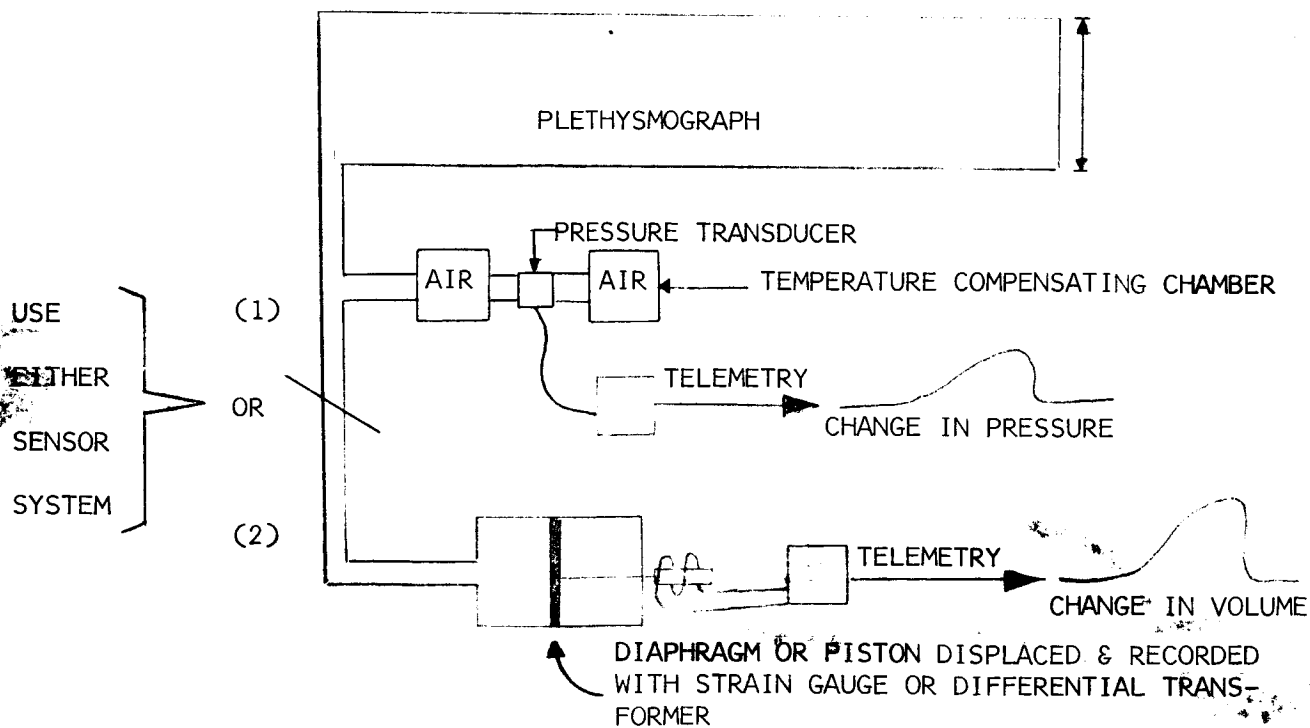 PLETHYSMOGRAPH
PRESSURE TRANSDUCER
AIR
AIR
TEMPERATURE COMPENSATING CHAMBER
USE
EITHER
SENSOR
SYSTEM
(1)
OR
(2)
TELEMETRY
CHANGE IN PRESSURE
TELEMETRY
CHANGE IN VOLUME
DIAPHRAGM OR PISTON DISPLACED & RECORDED
WITH STRAIN GAUGE OR DIFFERENTIAL TRANS-
FORMER